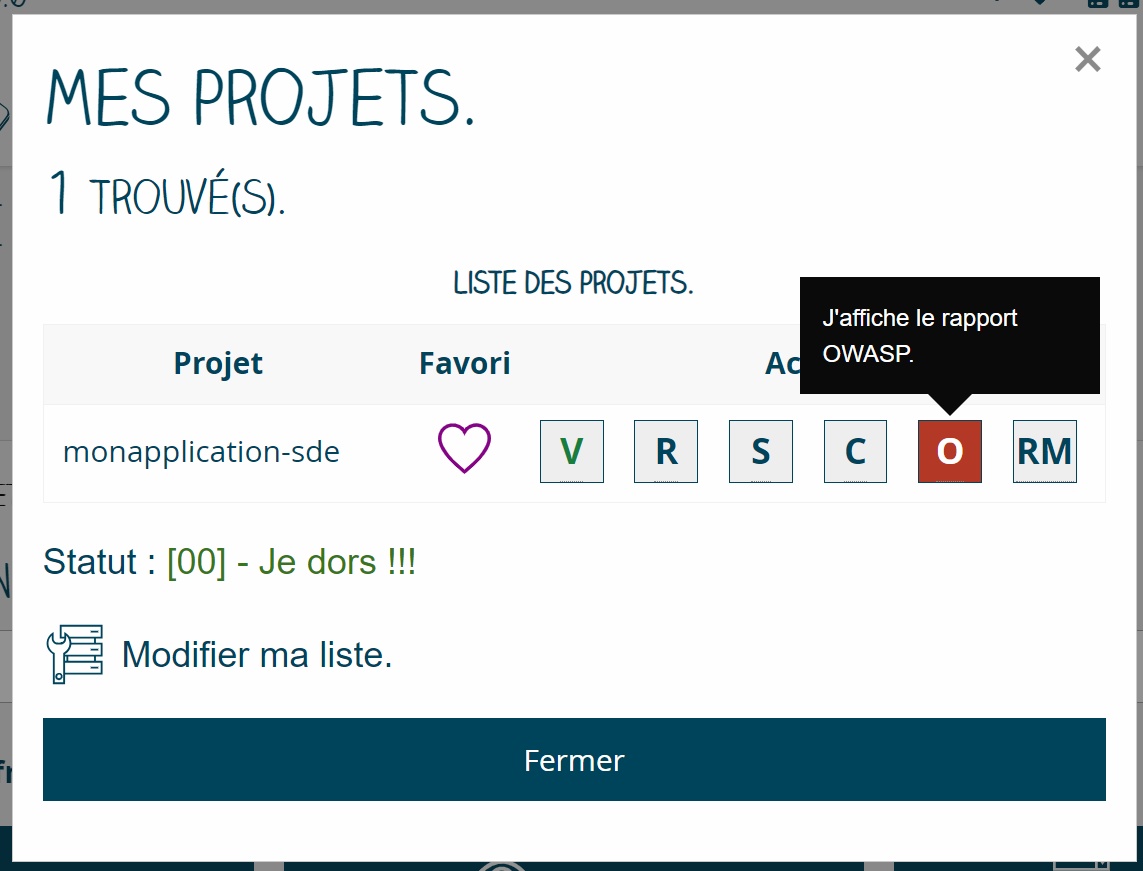 MES PROJETS.
1 TROUVÉ(S).
LISTE DES PROJETS.
J'affiche le rapport
OWASP.
Projet Favori Ac
monapplication-sde V R S C O RM
Statut : [00] - Je dors !!!
Modifier ma liste.
Fermer